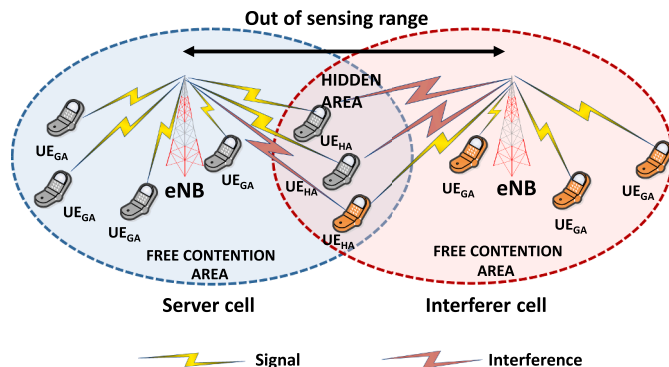 Out of sensing range
HIDDEN
AREA
UE_GA
UE_HA
UE_GA
UE_GA
UE_GA
eNB
UE_GA
UE_HA
UE_HA
UE_GA
eNB
UE_GA
UE_GA
FREE CONTENTION
AREA
FREE CONTENTION
AREA
Server cell
Interferer cell
Signal
Interference